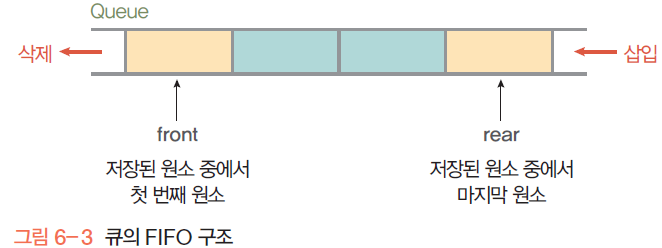 Queue
삭제
삽입
front
rear
저장된 원소 중에서
첫 번째 원소
저장된 원소 중에서
마지막 원소
그림 6-3 큐의 FIFO 구조